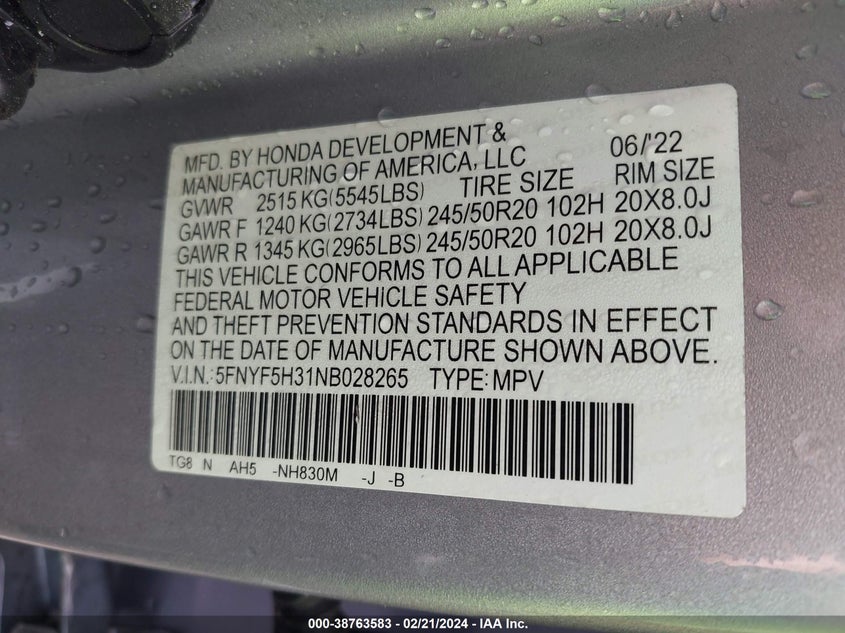 MFD. BY HONDA DEVELOPMENT &
MANUFACTURING OF AMERICA, LLC 06/'22
GVWR 2515 KG(5545LBS) TIRE SIZE RIM SIZE
GAWR F 1240 KG(2734LBS) 245/50R20 102H 20X8.0J
GAWR R 1345 KG(2965LBS) 245/50R20 102H 20X8.0J
THIS VEHICLE CONFORMS TO ALL APPLICABLE
FEDERAL MOTOR VEHICLE SAFETY
AND THEFT PREVENTION STANDARDS IN EFFECT
ON THE DATE OF MANUFACTURE SHOWN ABOVE.
V.I.N.: 5FNYF5H31NB028265 TYPE: MPV
TG8 N AH5 -NH830M -J -B
000-38763583 - 02/21/2024 - IAA Inc.